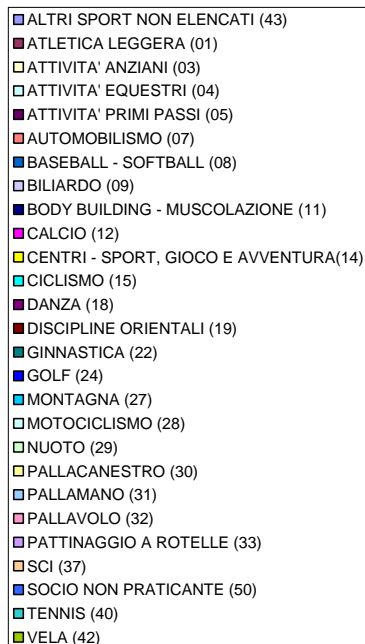 ALTRI SPORT NON ELENCATI (43)
ATLETICA LEGGERA (01)
ATTIVITA' ANZIANI (03)
ATTIVITA' EQUESTRI (04)
ATTIVITA' PRIMI PASSI (05)
AUTOMOBILISMO (07)
BASEBALL - SOFTBALL (08)
BILIARDO (09)
BODY BUILDING - MUSCOLAZIONE (11)
CALCIO (12)
CENTRI - SPORT, GIOCO E AVVENTURA(14)
CICLISMO (15)
DANZA (18)
DISCIPLINE ORIENTALI (19)
GINNASTICA (22)
GOLF (24)
MONTAGNA (27)
MOTOCICLISMO (28)
NUOTO (29)
PALLACANESTRO (30)
PALLAMANO (31)
PALLAVOLO (32)
PATTINAGGIO A ROTELLE (33)
SCI (37)
SOCIO NON PRATICANTE (50)
TENNIS (40)
VELA (42)